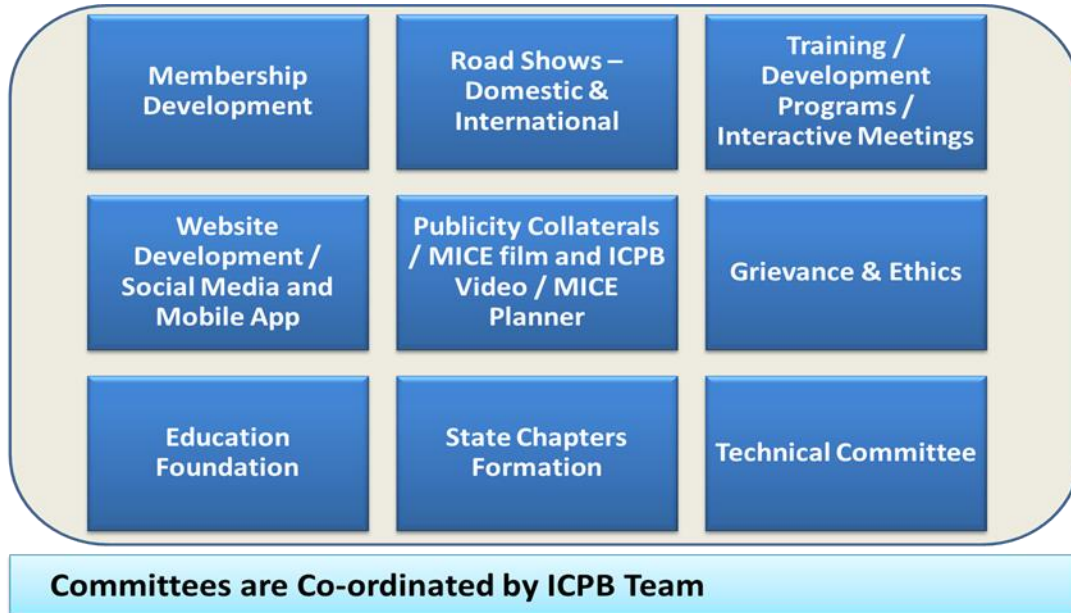 Membership
Development
Road Shows –
Domestic &
International
Training /
Development
Programs /
Interactive Meetings
Website
Development /
Social Media and
Mobile App
Publicity Collaterals
/ MICE film and ICPB
Video / MICE
Planner
Grievance & Ethics
Education
Foundation
State Chapters
Formation
Technical Committee
Committees are Co-ordinated by ICPB Team